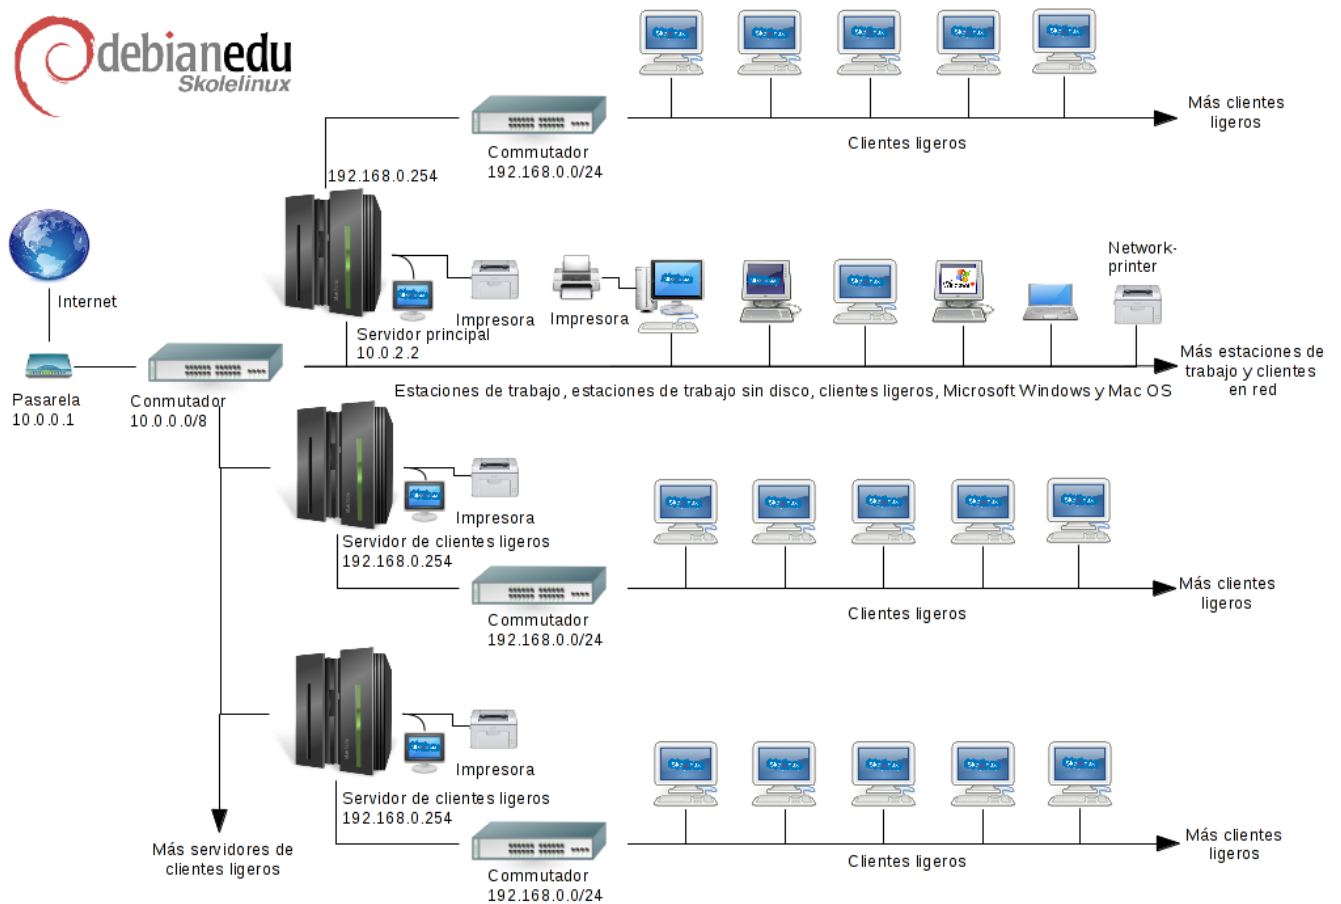 debianedu
Skolelinux
Más clientes
ligeros
Clientes ligeros
Commutador
192.168.0.0/24
192.168.0.254
Internet
Pasarela
10.0.0.1
Conmutador
10.0.0.0/8
Servidor principal
10.0.2.2
Impresora
Impresora
Network-
printer
Windows
Más estaciones de
trabajo y clientes
en red
Estaciones de trabajo, estaciones de trabajo sin disco, clientes ligeros, Microsoft Windows y Mac OS
Impresora
Servidor de clientes ligeros
192.168.0.254
Commutador
192.168.0.0/24
Clientes ligeros
Más clientes
ligeros
Impresora
Servidor de clientes ligeros
192.168.0.254
Commutador
192.168.0.0/24
Clientes ligeros
Más clientes
ligeros
Más servidores de
clientes ligeros